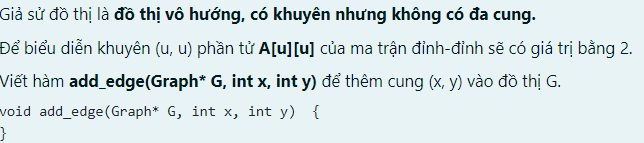 Giả sử đồ thị là đồ thị vô hướng, có khuyên nhưng không có đa cung.
Để biểu diễn khuyên (u, u) phần tử A[u][u] của ma trận đỉnh-đỉnh sẽ có giá trị bằng 2.
Viết hàm add_edge(Graph* G, int x, int y) để thêm cung (x, y) vào đồ thị G.
void add_edge(Graph* G, int x, int y)  {
}